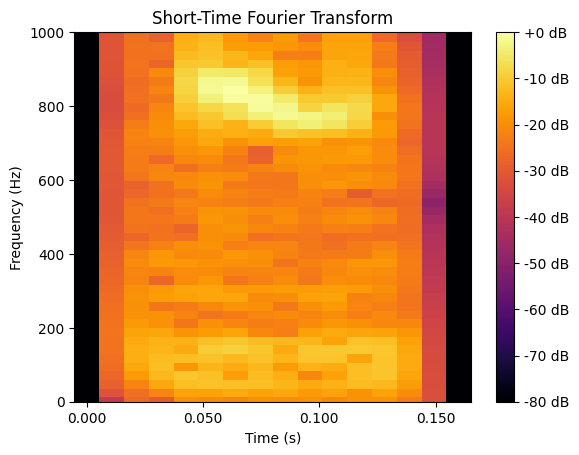 Short-Time Fourier Transform
1000
800
600
400
200
0
Frequency (Hz)
0.000
0.050
0.100
0.150
Time (s)
+0 dB
-10 dB
-20 dB
-30 dB
-40 dB
-50 dB
-60 dB
-70 dB
-80 dB